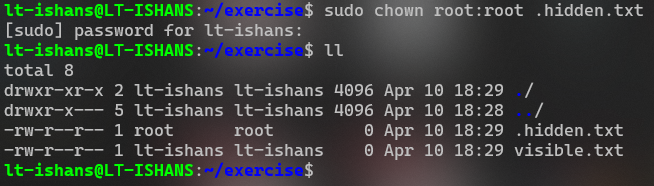 lt-ishans@LT-ISHANS:~/exercise$ sudo chown root:root .hidden.txt
[sudo] password for lt-ishans:
lt-ishans@LT-ISHANS:~/exercise$ ll
total 8
drwxr-xr-x 2 lt-ishans lt-ishans 4096 Apr 10 18:29 ./
drwxr-x--- 5 lt-ishans lt-ishans 4096 Apr 10 18:28 ../
-rw-r--r-- 1 root      root         0 Apr 10 18:29 .hidden.txt
-rw-r--r-- 1 lt-ishans lt-ishans    0 Apr 10 18:29 visible.txt
lt-ishans@LT-ISHANS:~/exercise$